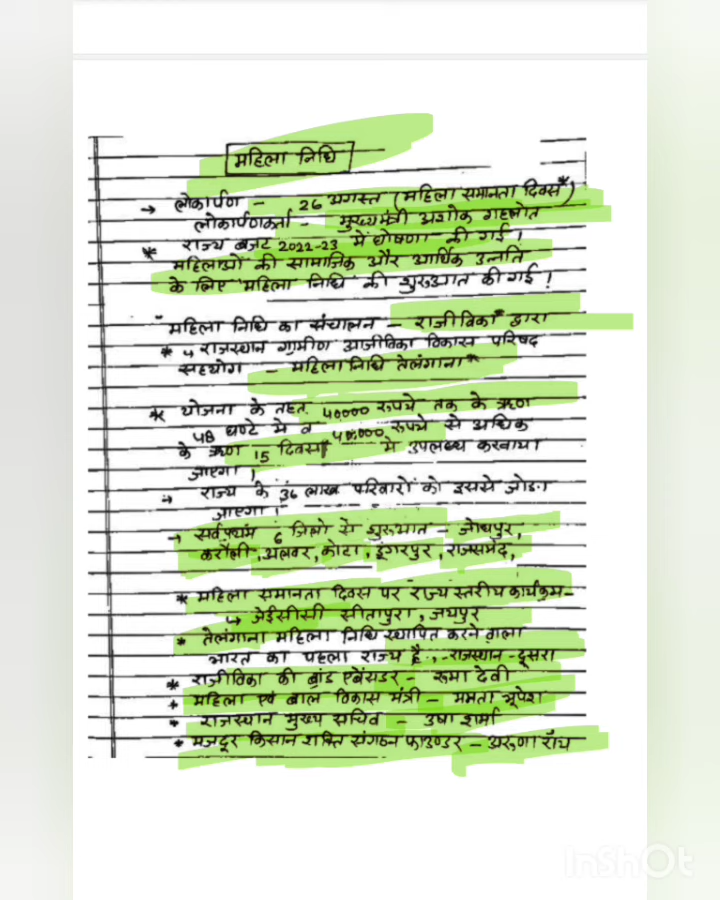 महिला निधि
→ लोकार्पण - 26 अगस्त (महिला समानता दिवस*)
लोकार्पणकर्ता - मुख्यमंत्री अशोक गहलोत
राज्य बजट 2022-23 में घोषणा की गई।
* महिलाओं की सामाजिक और आर्थिक उन्नति
के लिए महिला निधि की शुरुआत की गई!
"महिला निधि का संचालन - राजीविका* द्वारा
* ↳ राजस्थान ग्रामीण आजीविका विकास परिषद
सहयोग - महिला निधि तेलंगाना*
* योजना के तहत 40000 रुपये तक के ऋण
48 घण्टे में व 40,000 रुपये से अधिक
के ऋण 15 दिवस में उपलब्ध करवाया
जाएगा।
→ राज्य के 36 लाख परिवारों को इससे जोड़ा
जाएगा।
→ सर्वप्रथम 6 जिलों से शुरुआत - जोधपुर,
करौली, अलवर, कोटा, डूंगरपुर, राजसमंद,
* महिला समानता दिवस पर राज्य स्तरीय कार्यक्रम-
↳ जेईसीसी सीतापुरा, जयपुर
* तेलंगाना महिला निधि स्थापित करने वाला
भारत का पहला राज्य है, - राजस्थान - दूसरा
* राजीविका की ब्रांड एंबेसडर - रूमा देवी
* महिला एवं बाल विकास मंत्री - ममता भूपेश
* राजस्थान मुख्य सचिव - उषा शर्मा
* मजदूर किसान शक्ति संगठन फाउण्डर - अरुणा रॉय
InShOt